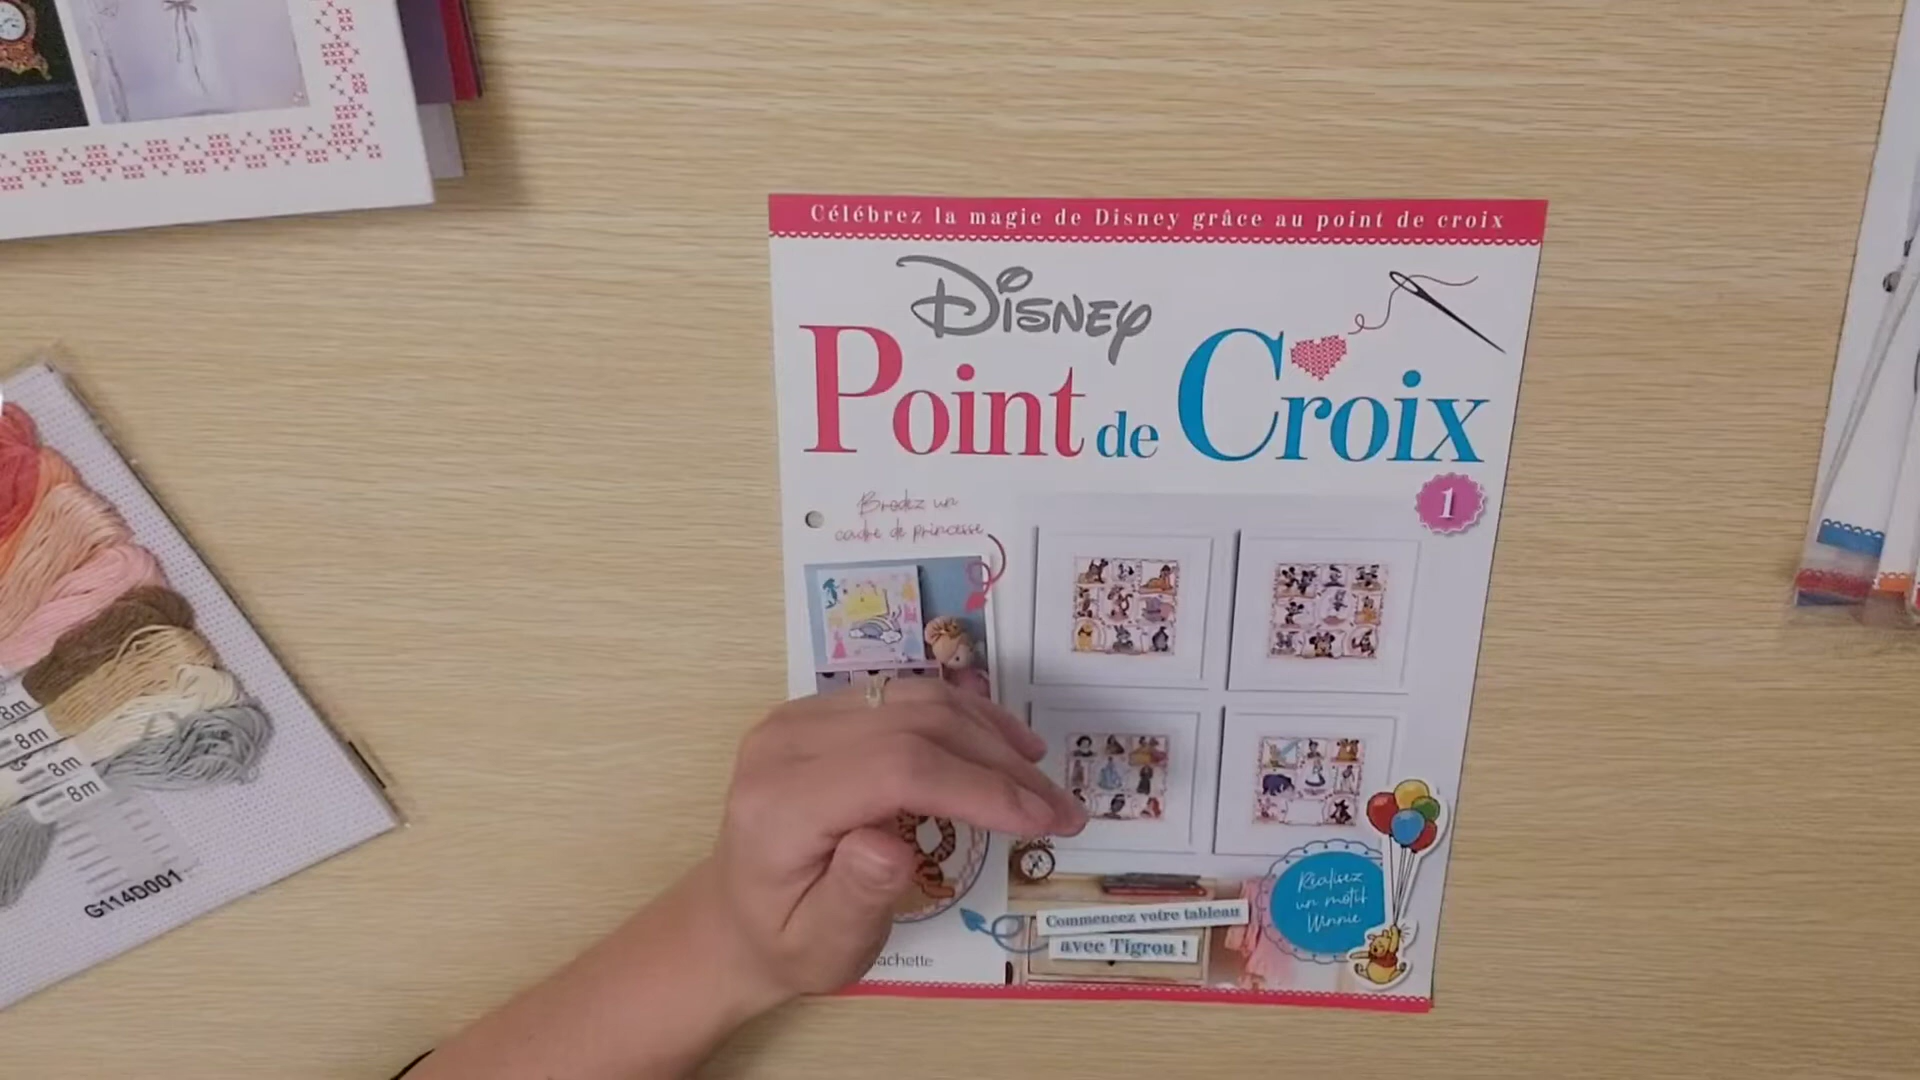 Célébrez la magie de Disney grâce au point de croix
Disney
Point de Croix
1
Brodez un
cadre de princesse
Réalisez
un motif
Winnie
Commencez votre tableau
avec Tigrou !
hachette
8m
8m
8m
8m
G114D001